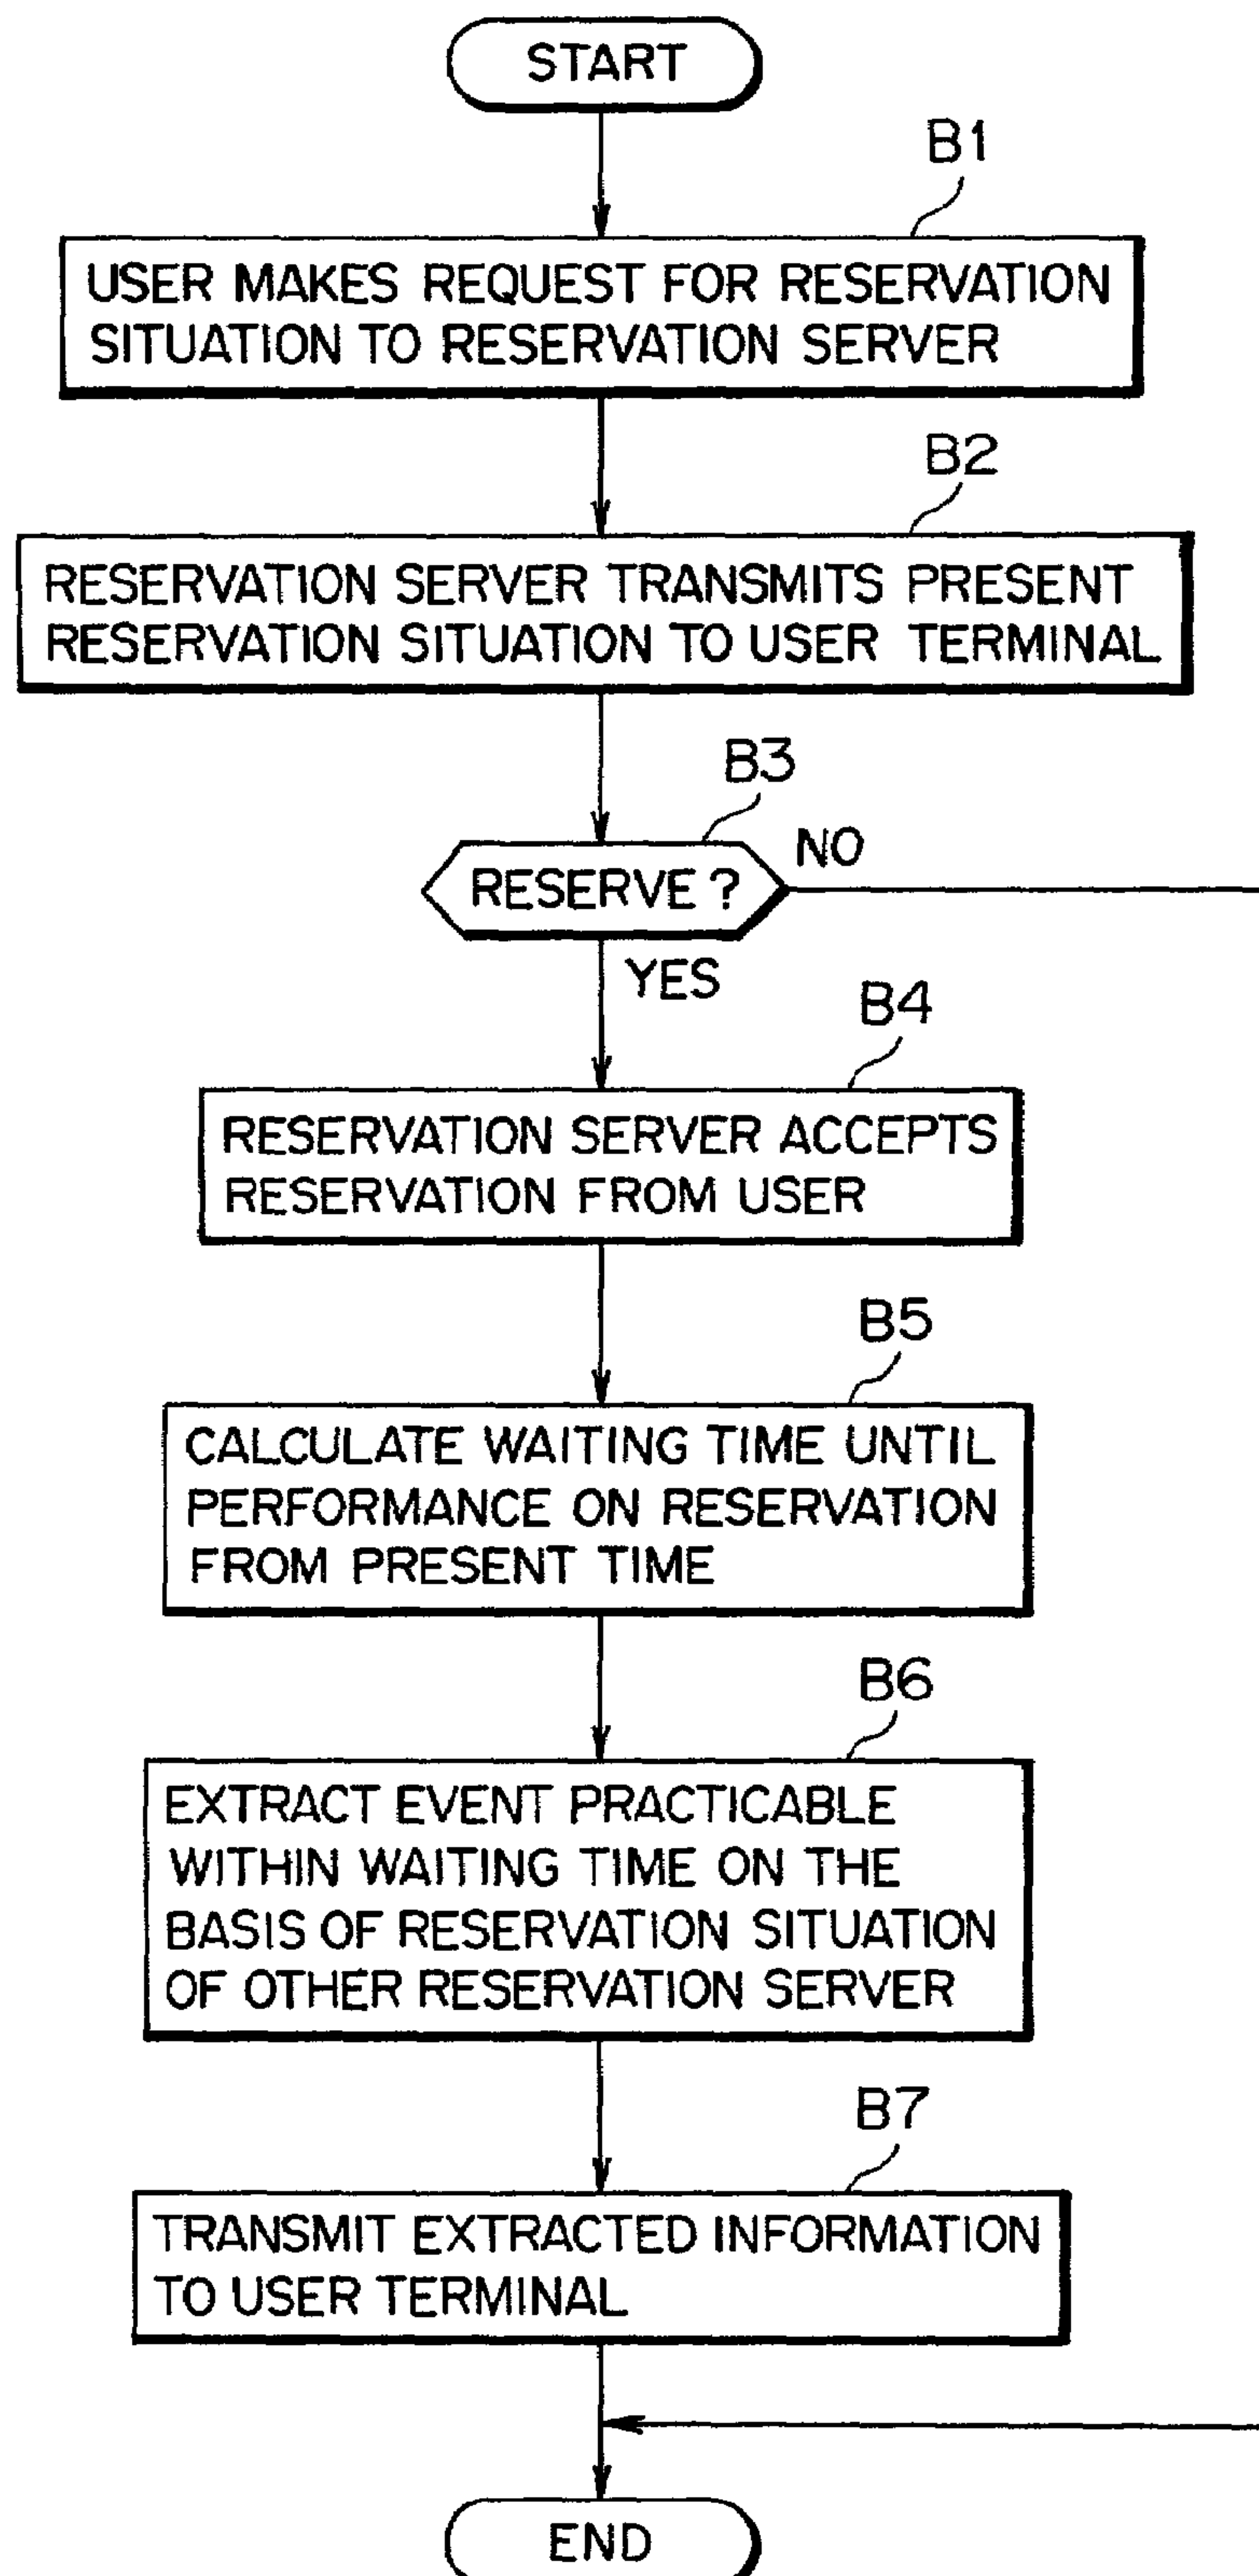 START
B1
USER MAKES REQUEST FOR RESERVATION
SITUATION TO RESERVATION SERVER
B2
RESERVATION SERVER TRANSMITS PRESENT
RESERVATION SITUATION TO USER TERMINAL
B3
NO
RESERVE ?
YES
B4
RESERVATION SERVER ACCEPTS
RESERVATION FROM USER
B5
CALCULATE WAITING TIME UNTIL
PERFORMANCE ON RESERVATION
FROM PRESENT TIME
B6
EXTRACT EVENT PRACTICABLE
WITHIN WAITING TIME ON THE
BASIS OF RESERVATION SITUATION
OF OTHER RESERVATION SERVER
B7
TRANSMIT EXTRACTED INFORMATION
TO USER TERMINAL
END